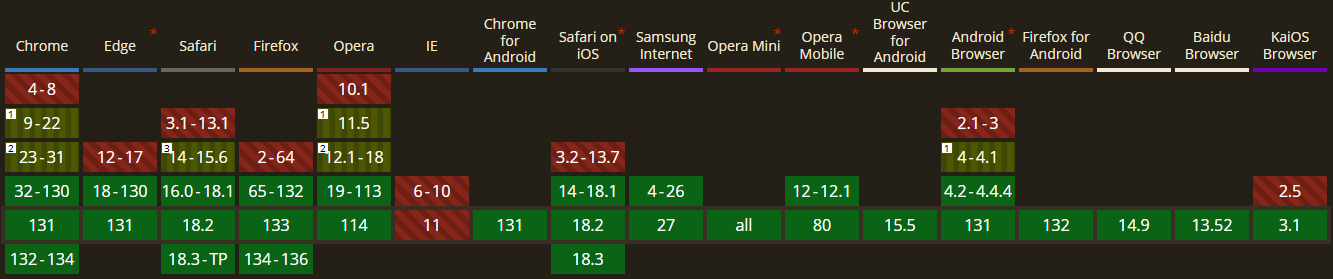 Chrome Edge * Safari Firefox Opera IE Chrome for Android Safari on iOS * Samsung Internet Opera Mini * Opera Mobile * UC Browser for Android Android Browser * Firefox for Android QQ Browser Baidu Browser KaiOS Browser
4-8 10.1
1 9-22 3.1-13.1 1 11.5 2.1-3
2 23-31 12-17 3 14-15.6 2-64 2 12.1-18 3.2-13.7 1 4-4.1
32-130 18-130 16.0-18.1 65-132 19-113 6-10 14-18.1 4-26 12-12.1 4.2-4.4.4 2.5
131 131 18.2 133 114 11 131 18.2 27 all 80 15.5 131 132 14.9 13.52 3.1
132-134 18.3-TP 134-136 18.3